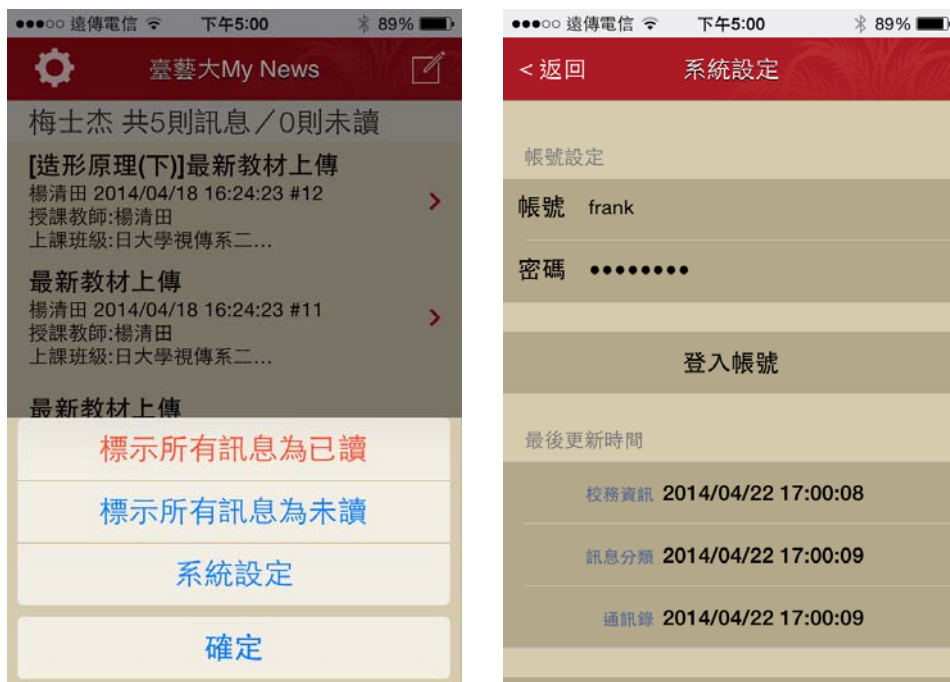 遠傳電信 下午5:00 89%
臺藝大My News
梅士杰 共5則訊息／0則未讀
[造形原理(下)]最新教材上傳
楊清田 2014/04/18 16:24:23 #12
授課教師:楊清田
上課班級:日大學視傳系二...
最新教材上傳
楊清田 2014/04/18 16:24:23 #11
授課教師:楊清田
上課班級:日大學視傳系二...
最新教材上傳
標示所有訊息為已讀
標示所有訊息為未讀
系統設定
確定
遠傳電信 下午5:00 89%
<返回 系統設定
帳號設定
帳號 frank
密碼 ••••••••
登入帳號
最後更新時間
校務資訊 2014/04/22 17:00:08
訊息分類 2014/04/22 17:00:09
通訊錄 2014/04/22 17:00:09